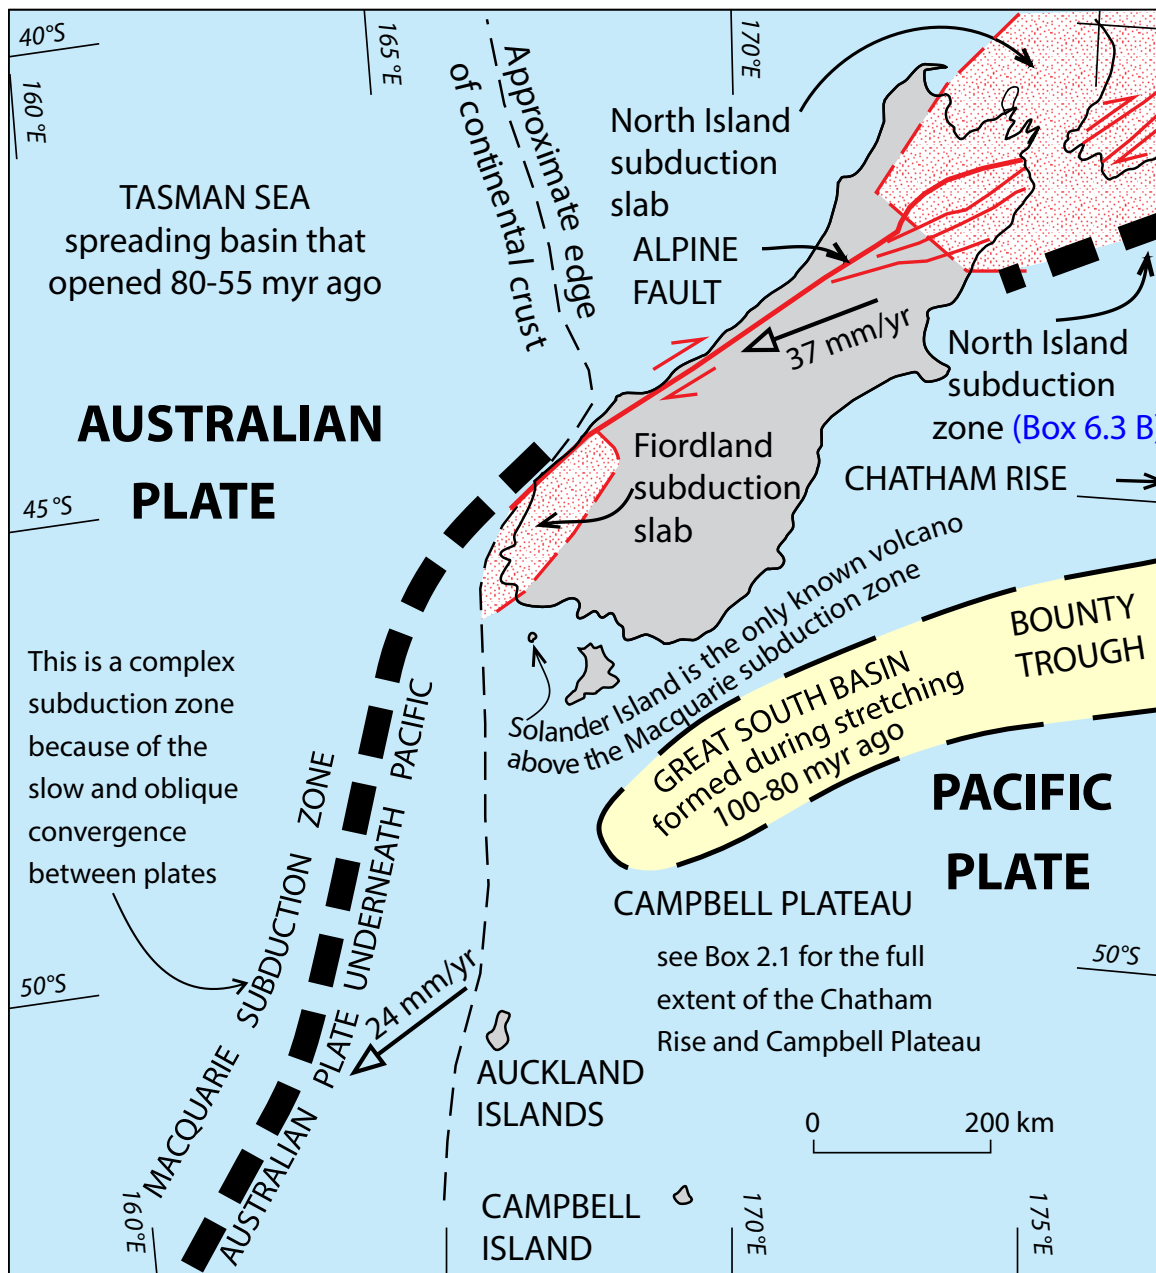 40°S
160°E
165°E
170°E
Approximate edge
of continental crust
North Island
subduction
slab
TASMAN SEA
spreading basin that
opened 80-55 myr ago
ALPINE
FAULT
37 mm/yr
North Island
subduction
zone (Box 6.3 B)
AUSTRALIAN
PLATE
Fiordland
subduction
slab
CHATHAM RISE
45°S
Solander Island is the only known volcano
above the Macquarie subduction zone
BOUNTY
TROUGH
GREAT SOUTH BASIN
formed during stretching
100-80 myr ago
This is a complex
subduction zone
because of the
slow and oblique
convergence
between plates
PACIFIC
PLATE
MACQUARIE SUBDUCTION ZONE
AUSTRALIAN PLATE UNDERNEATH PACIFIC
CAMPBELL PLATEAU
see Box 2.1 for the full
extent of the Chatham
Rise and Campbell Plateau
50°S
50°S
24 mm/yr
AUCKLAND
ISLANDS
0 200 km
CAMPBELL
ISLAND
160°E
170°E
175°E